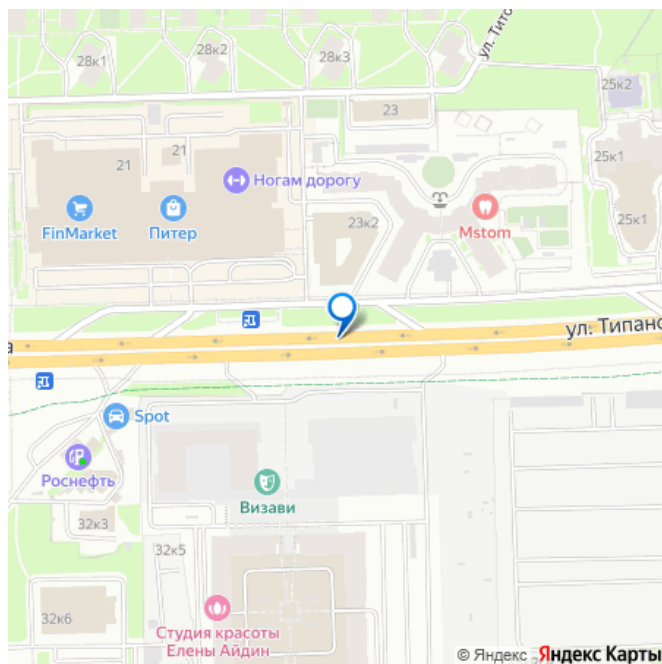 28к1
28к2
28к3
ул. Тито
25к2
23
21
21
Ногам дорогу
25к1
FinMarket
Питер
23к2
Mstom
25к1
ул. Типано
а
Spot
Роснефть
Визави
32к3
32к5
32к6
Студия красоты
Елены Айдин
© Яндекс Яндекс Карты